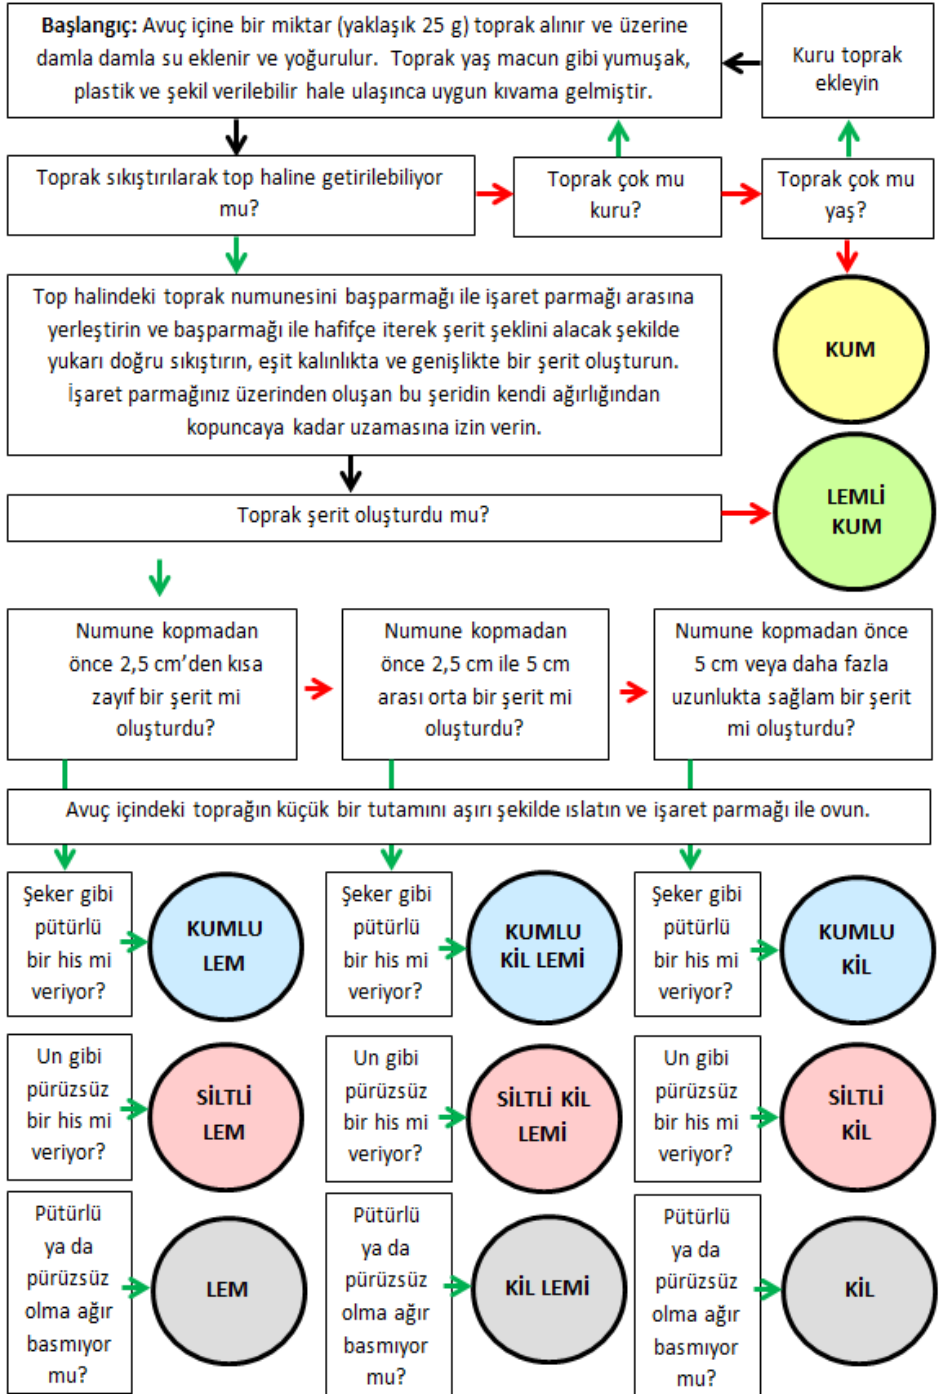 Başlangıç: Avuç içine bir miktar (yaklaşık 25 g) toprak alınır ve üzerine
damla damla su eklenir ve yoğurulur. Toprak yaş macun gibi yumuşak,
plastik ve şekil verilebilir hale ulaşınca uygun kıvama gelmiştir.
Kuru toprak
ekleyin
Toprak sıkıştırılarak top haline getirilebiliyor
mu?
Toprak çok mu
kuru?
Toprak çok mu
yaş?
Top halindeki toprak numunesini başparmağı ile işaret parmağı arasına
yerleştirin ve başparmağı ile hafifçe iterek şerit şeklini alacak şekilde
yukarı doğru sıkıştırın, eşit kalınlıkta ve genişlikte bir şerit oluşturun.
İşaret parmağınız üzerinden oluşan bu şeridin kendi ağırlığından
kopuncaya kadar uzamasına izin verin.
KUM
Toprak şerit oluşturdu mu?
LEMLİ
KUM
Numune kopmadan
önce 2,5 cm’den kısa
zayıf bir şerit mi
oluşturdu?
Numune kopmadan
önce 2,5 cm ile 5 cm
arası orta bir şerit mi
oluşturdu?
Numune kopmadan önce
5 cm veya daha fazla
uzunlukta sağlam bir şerit
mi oluşturdu?
Avuç içindeki toprağın küçük bir tutamını aşırı şekilde ıslatın ve işaret parmağı ile ovun.
Şeker gibi
pütürlü
bir his mi
veriyor?
KUMLU
LEM
Şeker gibi
pütürlü
bir his mi
veriyor?
KUMLU
KİL LEMİ
Şeker gibi
pütürlü
bir his mi
veriyor?
KUMLU
KİL
Un gibi
pürüzsüz
bir his mi
veriyor?
SİLTLİ
LEM
Un gibi
pürüzsüz
bir his mi
veriyor?
SİLTLİ KİL
LEMİ
Un gibi
pürüzsüz
bir his mi
veriyor?
SİLTLİ
KİL
Pütürlü
ya da
pürüzsüz
olma ağır
basmıyor
mu?
LEM
Pütürlü
ya da
pürüzsüz
olma ağır
basmıyor
mu?
KİL LEMİ
Pütürlü
ya da
pürüzsüz
olma ağır
basmıyor
mu?
KİL